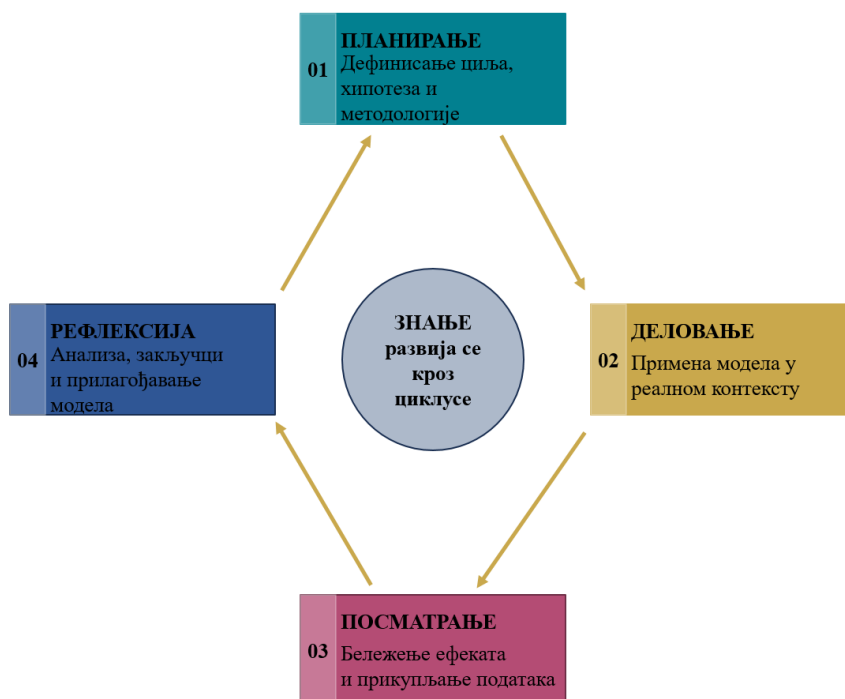 01
ПЛАНИРАЊЕ
Дефинисање циља,
хипотеза и
методологије
02
ДЕЛОВАЊЕ
Примена модела у
реалном контексту
03
ПОСМАТРАЊЕ
Бележење ефеката
и прикупљање података
04
РЕФЛЕКСИЈА
Анализа, закључци
и прилагођавање
модела
ЗНАЊЕ
развија се
кроз
циклусе